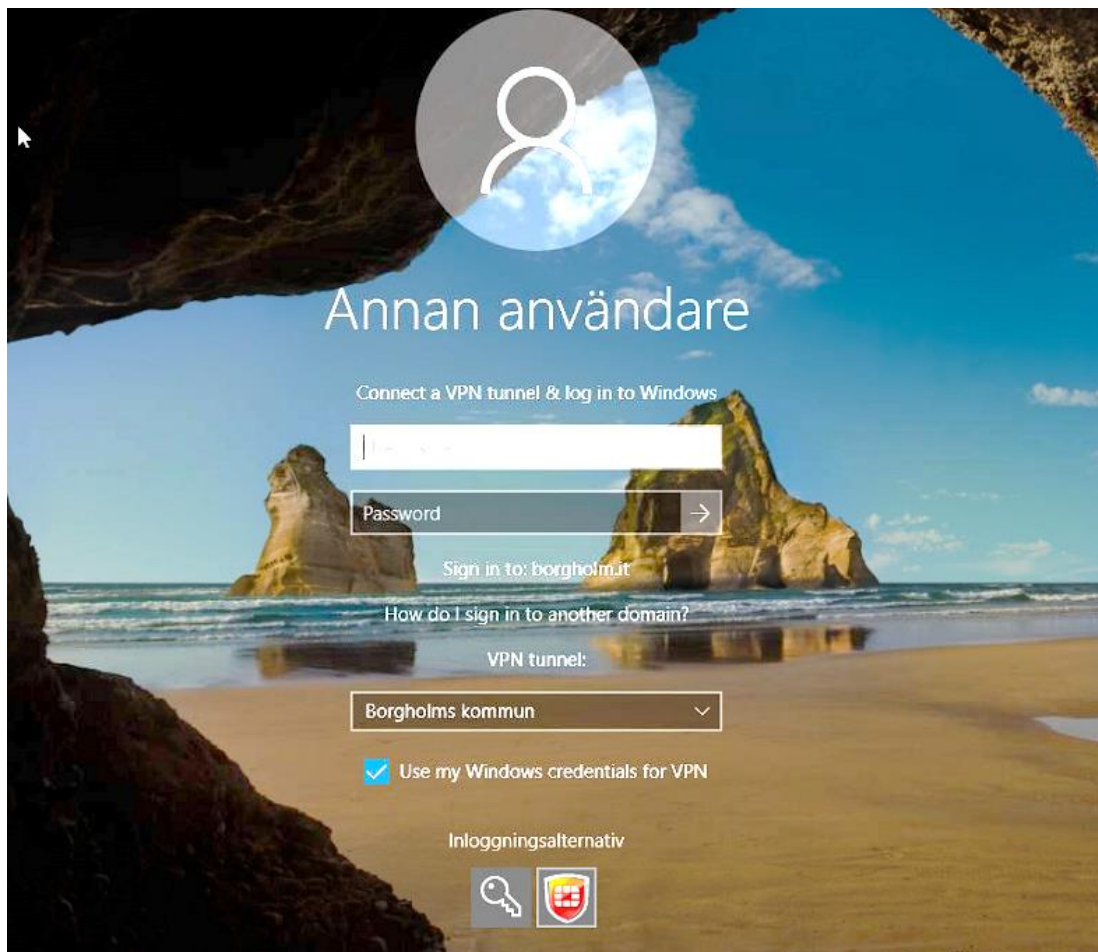 Annan användare
Connect a VPN tunnel & log in to Windows
Password
Sign in to: borgholm.it
How do I sign in to another domain?
VPN tunnel:
Borgholms kommun
Use my Windows credentials for VPN
Inloggningsalternativ